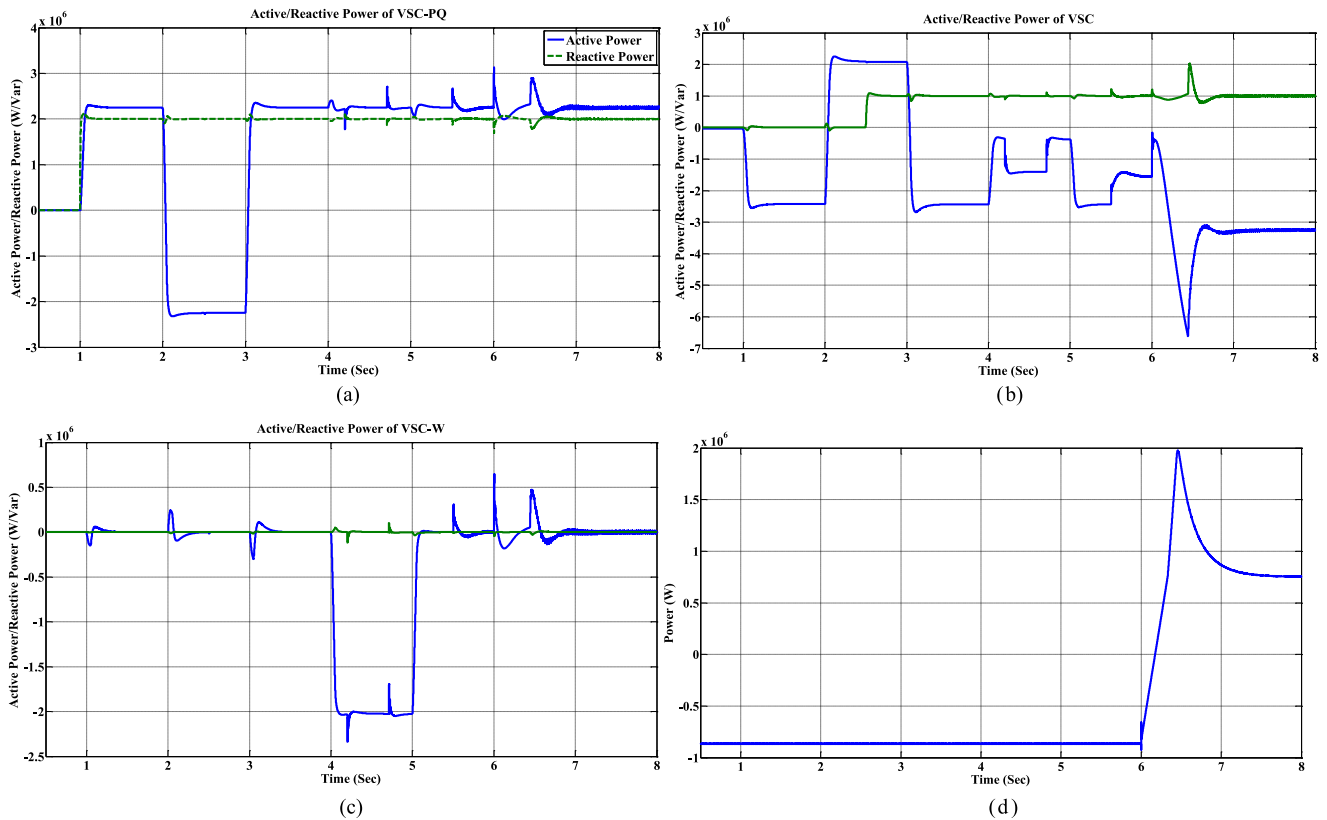 Active/Reactive Power of VSC-PQ
x 10^6
Active Power/Reactive Power (W/Var)
4
3
2
1
0
-1
-2
-3
1 2 3 4 5 6 7 8
Time (Sec)
Active Power
Reactive Power
(a)
Active/Reactive Power of VSC
x 10^6
Active Power/Reactive Power (W/Var)
3
2
1
0
-1
-2
-3
-4
-5
-6
-7
1 2 3 4 5 6 7 8
Time (Sec)
(b)
Active/Reactive Power of VSC-W
x 10^6
Active Power/Reactive Power (W/Var)
1
0.5
0
-0.5
-1
-1.5
-2
-2.5
1 2 3 4 5 6 7 8
Time (Sec)
(c)
x 10^6
Power (W)
2
1.5
1
0.5
0
-0.5
-1
1 2 3 4 5 6 7 8
Time (Sec)
(d)